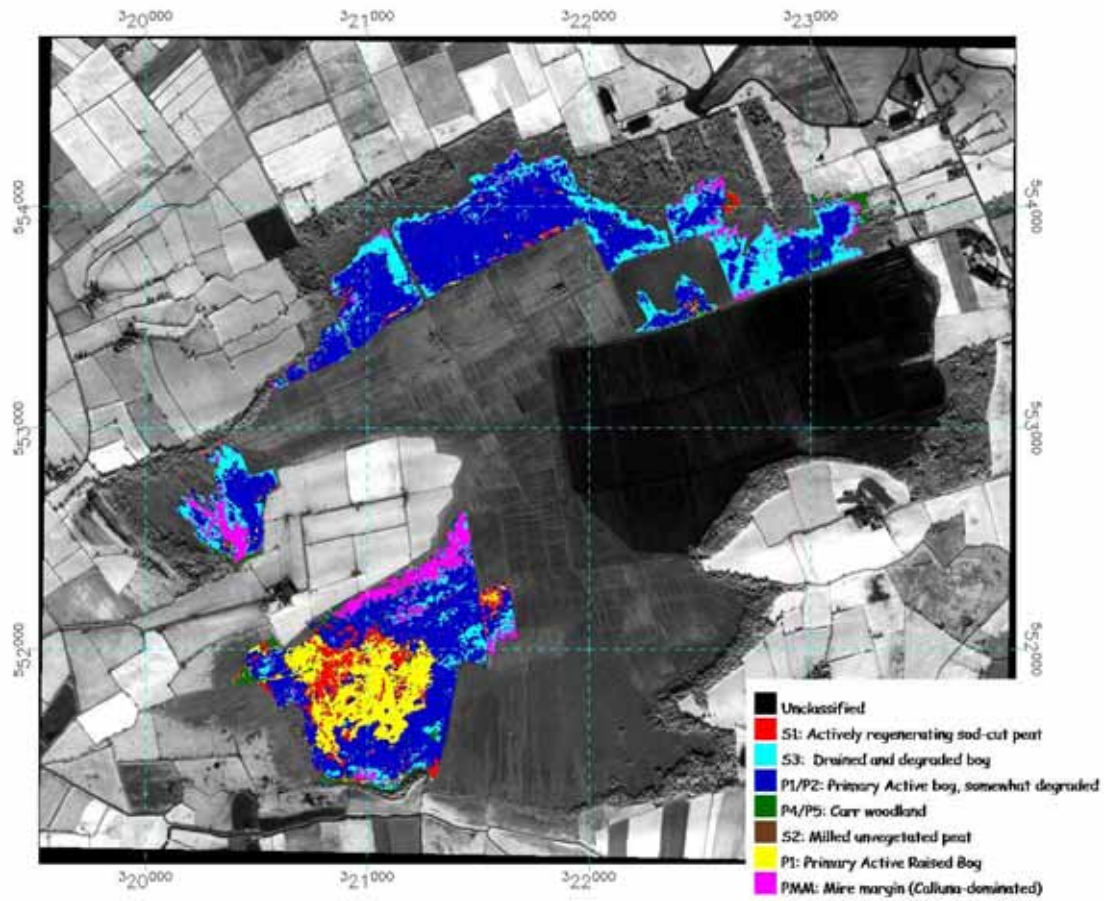 ³20⁰⁰⁰ ³21⁰⁰⁰ ³22⁰⁰⁰ ³23⁰⁰⁰
⁵54⁰⁰⁰ ⁵54⁰⁰⁰
⁵53⁰⁰⁰ ⁵53⁰⁰⁰
⁵52⁰⁰⁰ ⁵52⁰⁰⁰
Unclassified
S1: Actively regenerating sod-cut peat
S3: Drained and degraded bog
P1/P2: Primary Active bog, somewhat degraded
P4/P5: Carr woodland
S2: Milled unvegetated peat
P1: Primary Active Raised Bog
PMM: Mire margin (Calluna-dominated)
³20⁰⁰⁰ ³21⁰⁰⁰ ³22⁰⁰⁰